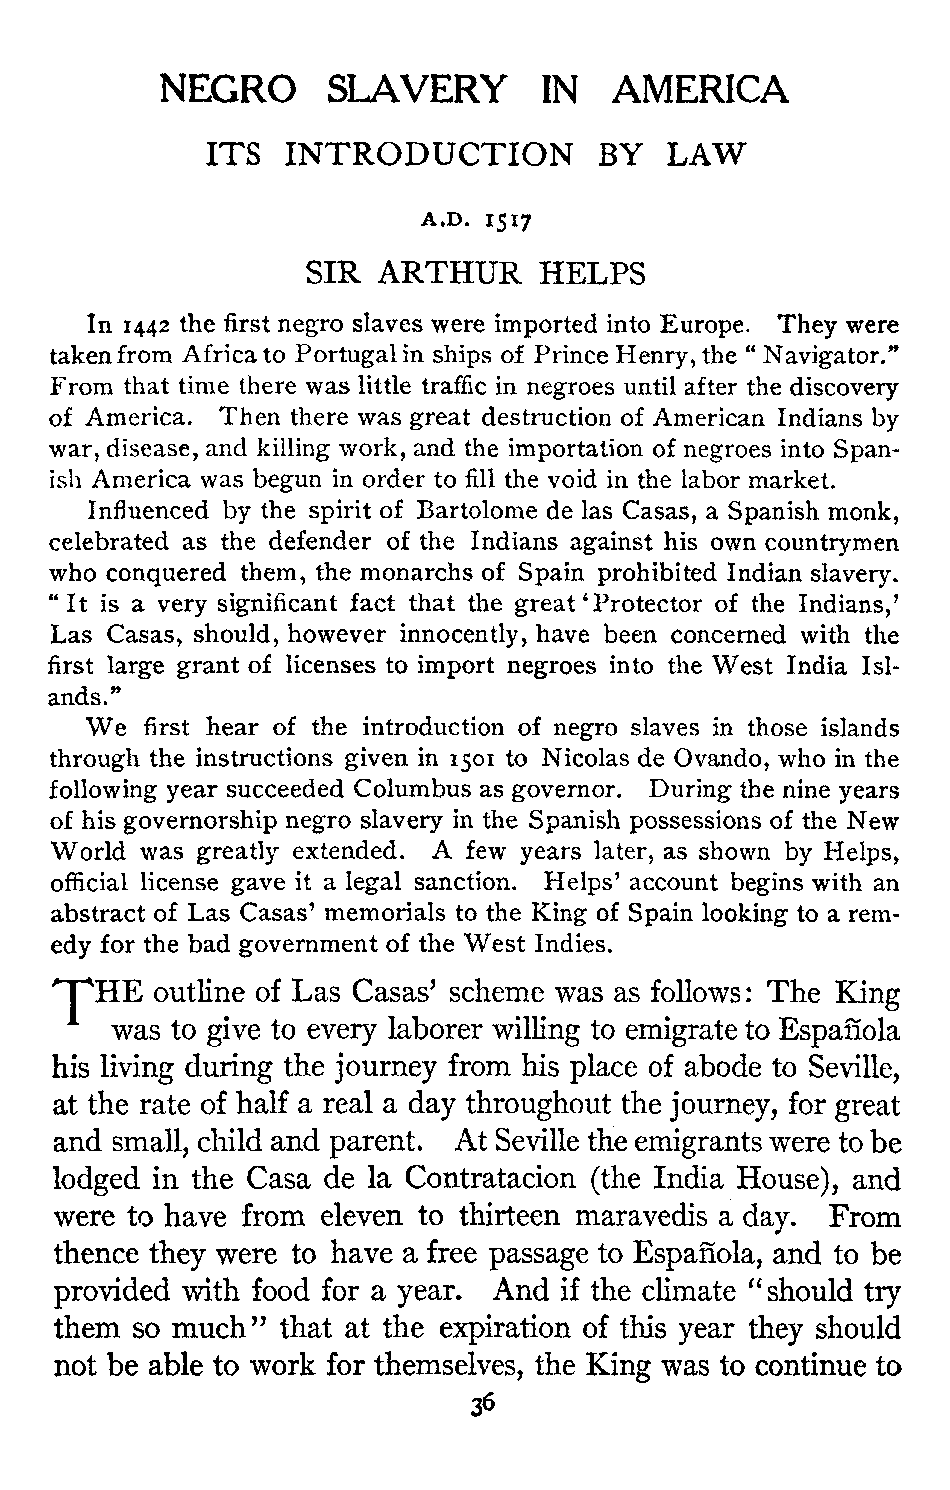 NEGRO SLAVERY IN AMERICA
ITS INTRODUCTION BY LAW
A.D. 1517
SIR ARTHUR HELPS
In 1442 the first negro slaves were imported into Europe. They were
taken from Africa to Portugal in ships of Prince Henry, the “Navigator.”
From that time there was little traffic in negroes until after the discovery
of America. Then there was great destruction of American Indians by
war, disease, and killing work, and the importation of negroes into Span-
ish America was begun in order to fill the void in the labor market.
Influenced by the spirit of Bartolome de las Casas, a Spanish monk,
celebrated as the defender of the Indians against his own countrymen
who conquered them, the monarchs of Spain prohibited Indian slavery.
“It is a very significant fact that the great ‘Protector of the Indians,’
Las Casas, should, however innocently, have been concerned with the
first large grant of licenses to import negroes into the West India Isl-
ands.”
We first hear of the introduction of negro slaves in those islands
through the instructions given in 1501 to Nicolas de Ovando, who in the
following year succeeded Columbus as governor. During the nine years
of his governorship negro slavery in the Spanish possessions of the New
World was greatly extended. A few years later, as shown by Helps,
official license gave it a legal sanction. Helps’ account begins with an
abstract of Las Casas’ memorials to the King of Spain looking to a rem-
edy for the bad government of the West Indies.
THE outline of Las Casas’ scheme was as follows: The King
was to give to every laborer willing to emigrate to Española
his living during the journey from his place of abode to Seville,
at the rate of half a real a day throughout the journey, for great
and small, child and parent. At Seville the emigrants were to be
lodged in the Casa de la Contratacion (the India House), and
were to have from eleven to thirteen maravedis a day. From
thence they were to have a free passage to Española, and to be
provided with food for a year. And if the climate “should try
them so much” that at the expiration of this year they should
not be able to work for themselves, the King was to continue to
36